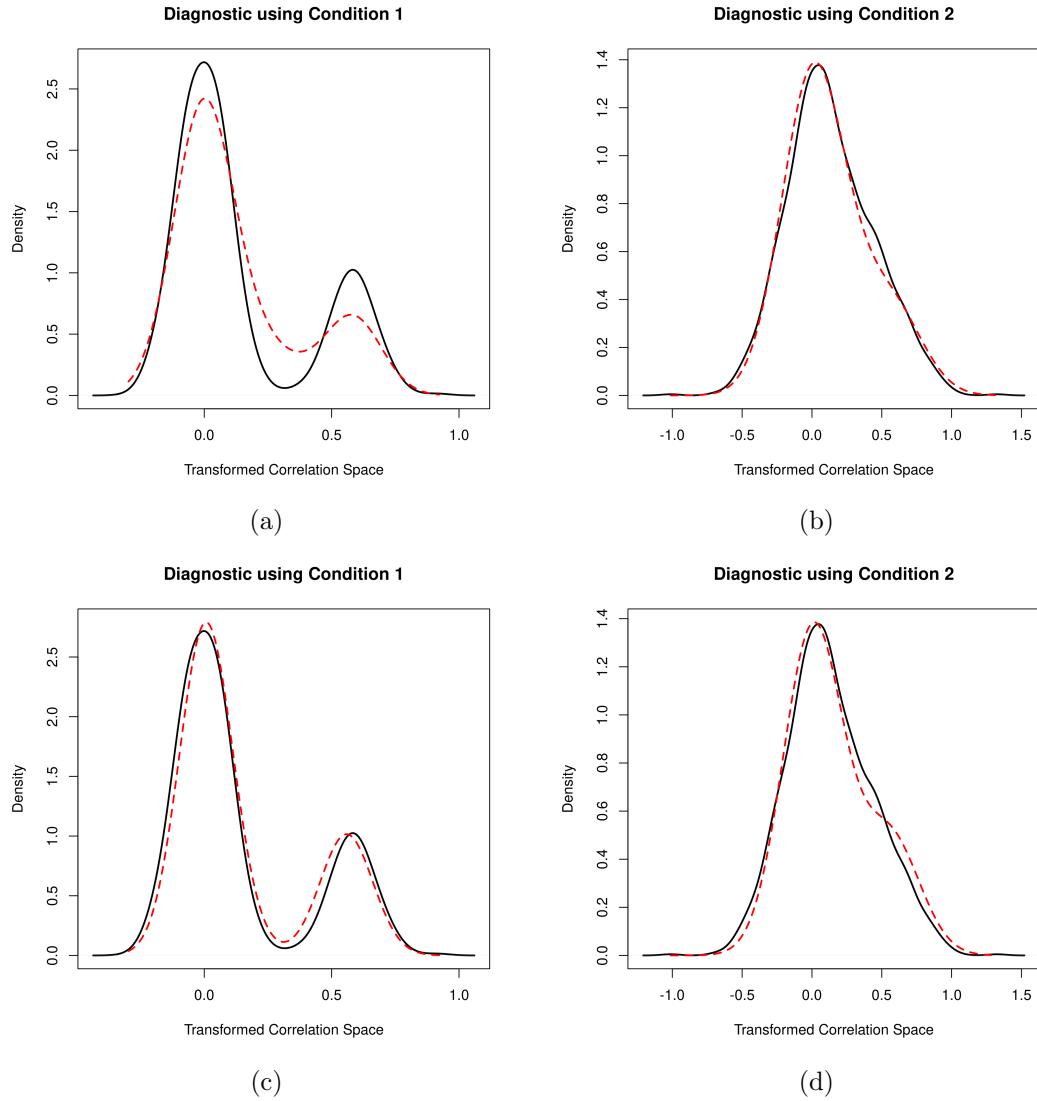 Diagnostic using Condition 1
Density
0.0 0.5 1.0 1.5 2.0 2.5
0.0 0.5 1.0
Transformed Correlation Space
(a)
Diagnostic using Condition 2
Density
0.0 0.2 0.4 0.6 0.8 1.0 1.2 1.4
-1.0 -0.5 0.0 0.5 1.0 1.5
Transformed Correlation Space
(b)
Diagnostic using Condition 1
Density
0.0 0.5 1.0 1.5 2.0 2.5
0.0 0.5 1.0
Transformed Correlation Space
(c)
Diagnostic using Condition 2
Density
0.0 0.2 0.4 0.6 0.8 1.0 1.2 1.4
-1.0 -0.5 0.0 0.5 1.0 1.5
Transformed Correlation Space
(d)